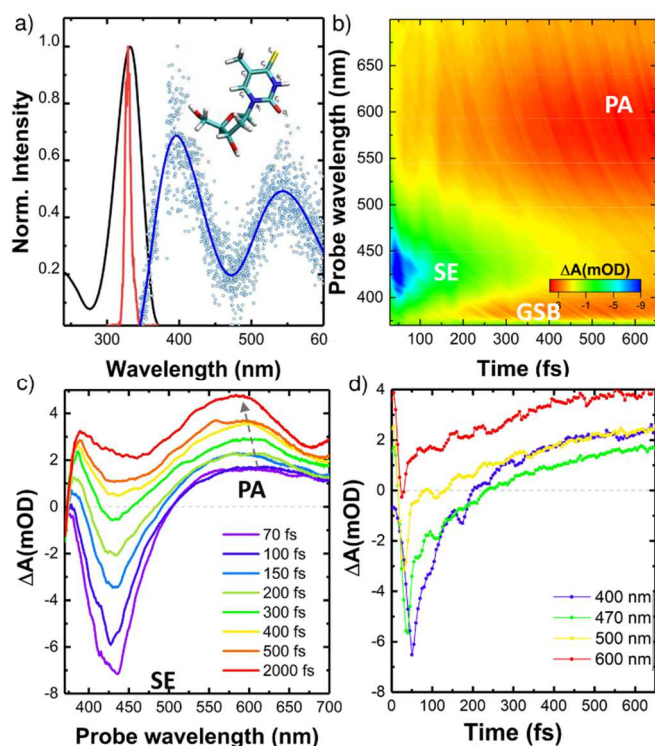 a)
Norm. Intensity
1.0
0.8
0.6
0.4
0.2
300
400
500
60
Wavelength (nm)
b)
Probe wavelength (nm)
650
600
550
500
450
400
PA
SE
GSB
ΔA(mOD)
-1
-5
-9
100 200 300 400 500 600
Time (fs)
c)
ΔA(mOD)
4
2
0
-2
-4
-6
-8
PA
SE
70 fs
100 fs
150 fs
200 fs
300 fs
400 fs
500 fs
2000 fs
400 450 500 550 600 650 700
Probe wavelength (nm)
d)
ΔA(mOD)
4
2
0
-2
-4
-6
-8
400 nm
470 nm
500 nm
600 nm
0 100 200 300 400 500 600
Time (fs)